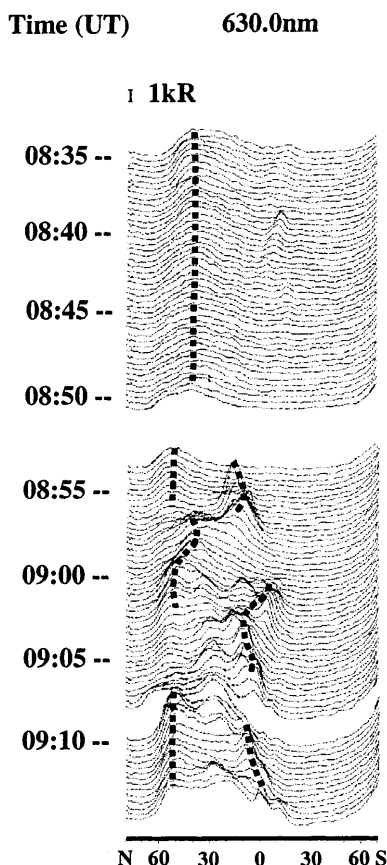 Time (UT) 630.0nm
I 1kR
08:35 --
08:40 --
08:45 --
08:50 --
08:55 --
09:00 --
09:05 --
09:10 --
N 60 30 0 30 60 S